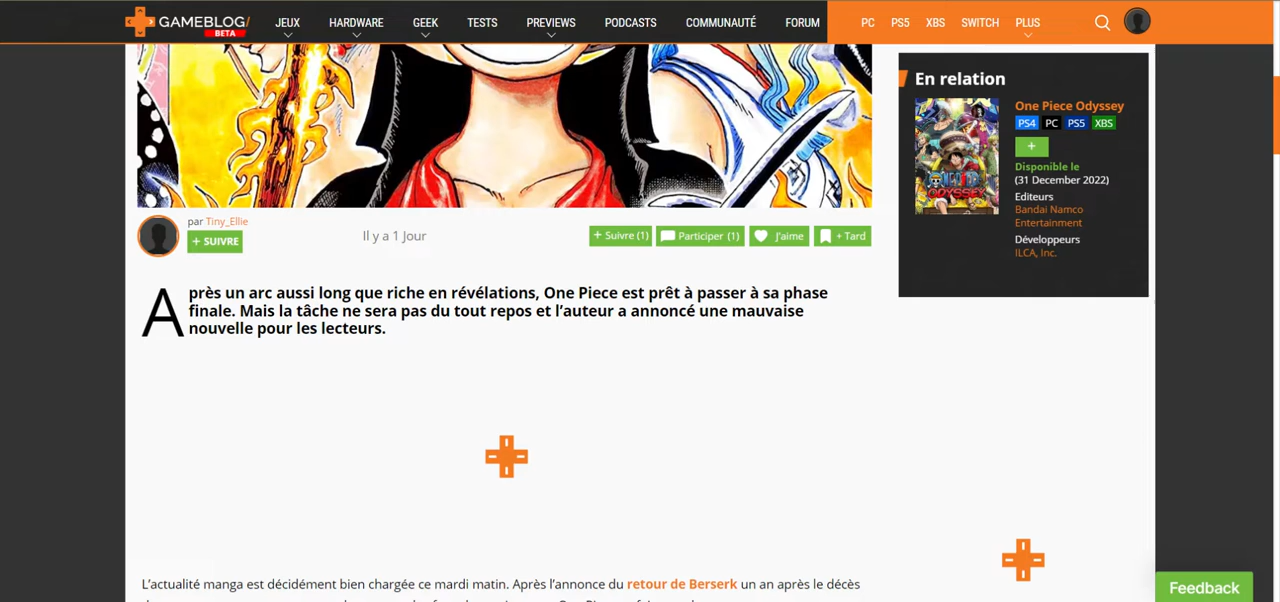 GAMEBLOG/ JEUX HARDWARE GEEK TESTS PREVIEWS PODCASTS COMMUNAUTÉ FORUM PC PS5 XBS SWITCH PLUS
BETA
En relation
One Piece Odyssey
PS4 PC PS5 XBS
+
Disponible le
(31 December 2022)
Editeurs
Bandai Namco
Entertainment
Développeurs
ILCA, Inc.
par Tiny_Ellie
+ SUIVRE
Il y a 1 Jour
+ Suivre (1) Participer (1) J'aime + Tard
Après un arc aussi long que riche en révélations, One Piece est prêt à passer à sa phase
finale. Mais la tâche ne sera pas du tout repos et l’auteur a annoncé une mauvaise
nouvelle pour les lecteurs.
L’actualité manga est décidément bien chargée ce mardi matin. Après l’annonce du retour de Berserk un an après le décès
Feedback